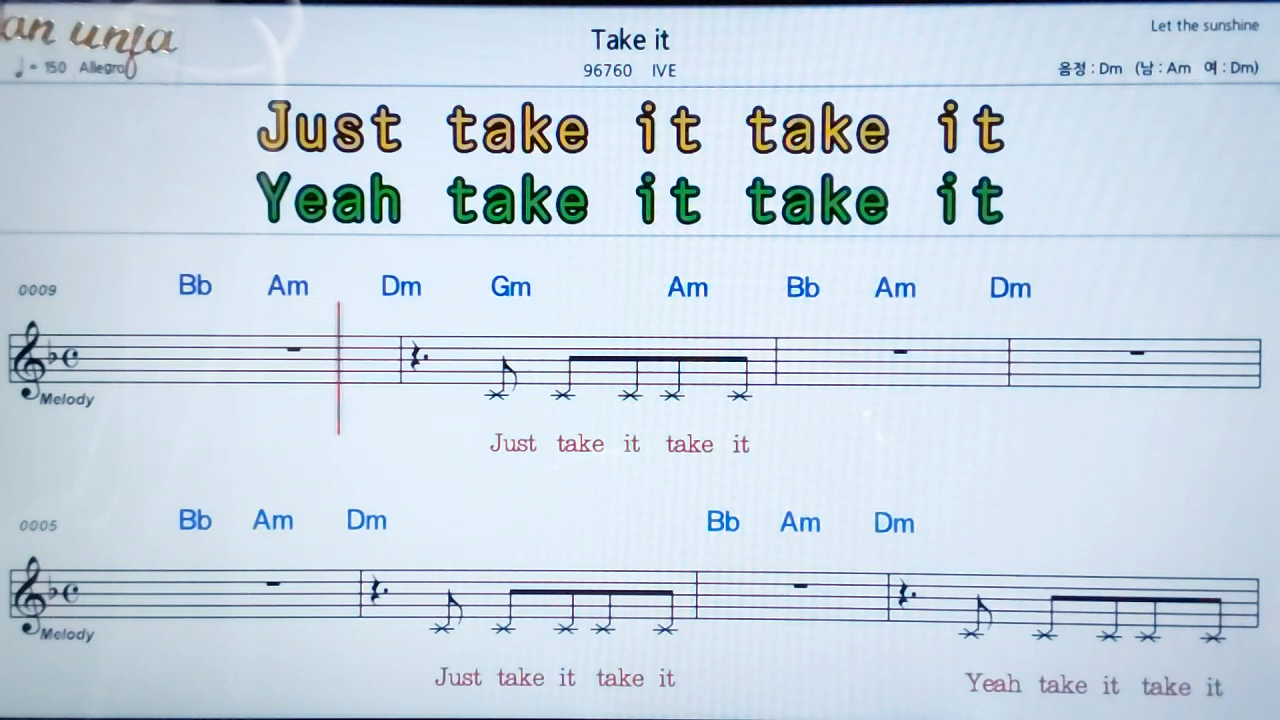 Take it
Let the sunshine
♩= 150 Allegro
96760 IVE
음정 : Dm (남 : Am 여 : Dm)
Just take it take it
Yeah take it take it
0009 Bb Am Dm Gm Am Bb Am Dm
Melody
Just take it take it
0005 Bb Am Dm Bb Am Dm
Melody
Just take it take it Yeah take it take it